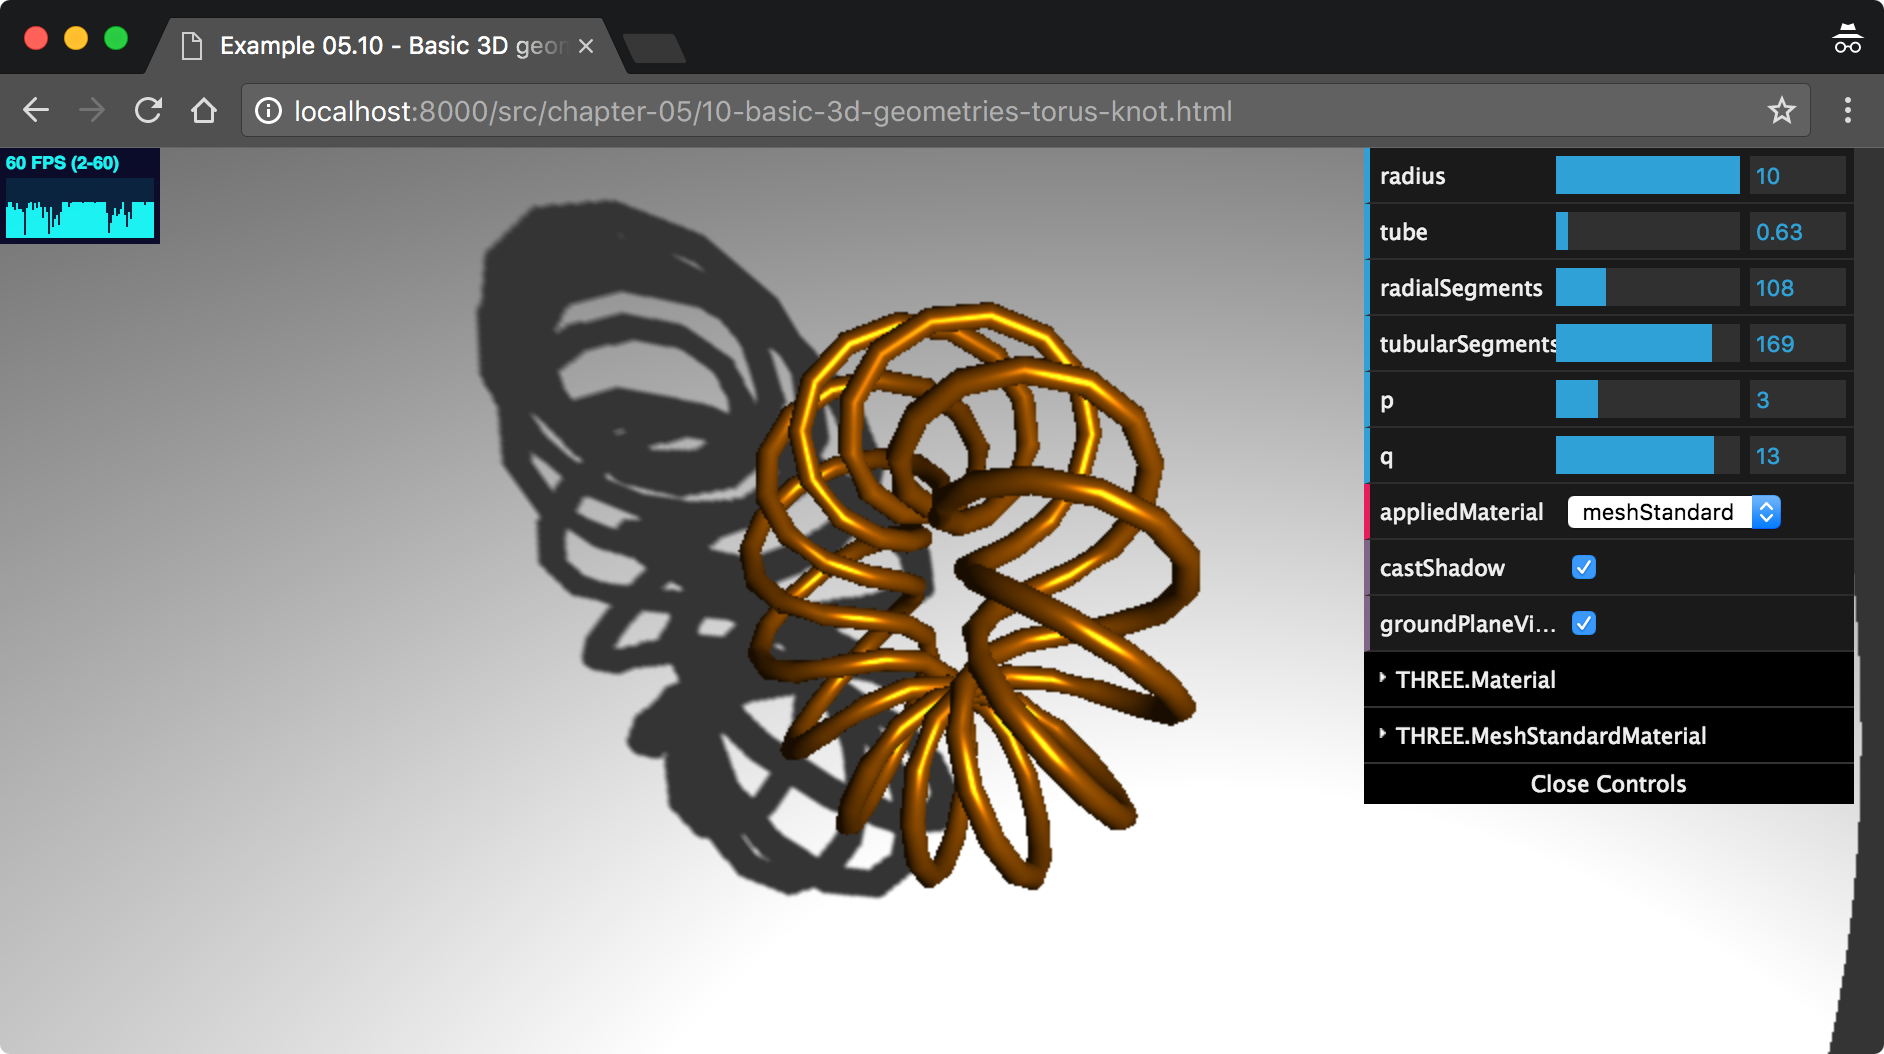 Example 05.10 - Basic 3D geom
localhost:8000/src/chapter-05/10-basic-3d-geometries-torus-knot.html
60 FPS (2-60)
radius 10
tube 0.63
radialSegments 108
tubularSegments 169
p 3
q 13
appliedMaterial meshStandard
castShadow
groundPlaneVi...
THREE.Material
THREE.MeshStandardMaterial
Close Controls